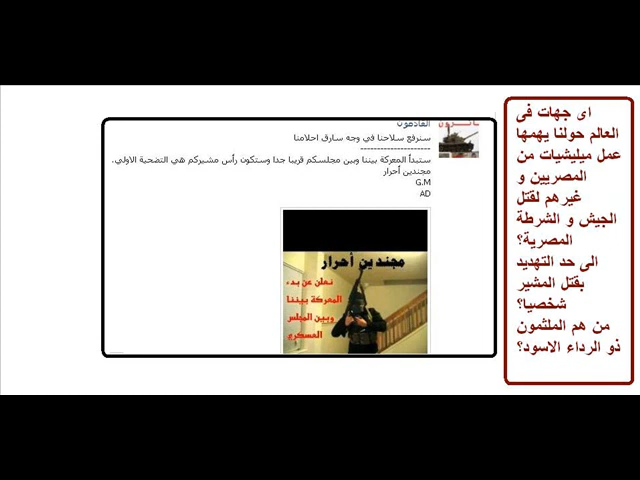 القادمون
سنرفع سلاحنا في وجه سارق احلامنا
---------------------
ستبدأ المعركة بيننا وبين مجلسكم قريبا جدا وستكون رأس مشيركم هي التضحية الاولي.
مجندين أحرار
G.M
AD
مجندين أحرار
نعلن عن بدء
المعركة بيننا
وبين المجلس
العسكري
اى جهات فى
العالم حولنا يهمها
عمل ميليشيات من
المصريين و
غيرهم لقتل
الجيش و الشرطة
المصرية؟
الى حد التهديد
بقتل المشير
شخصيا؟
من هم الملثمون
ذو الرداء الاسود؟